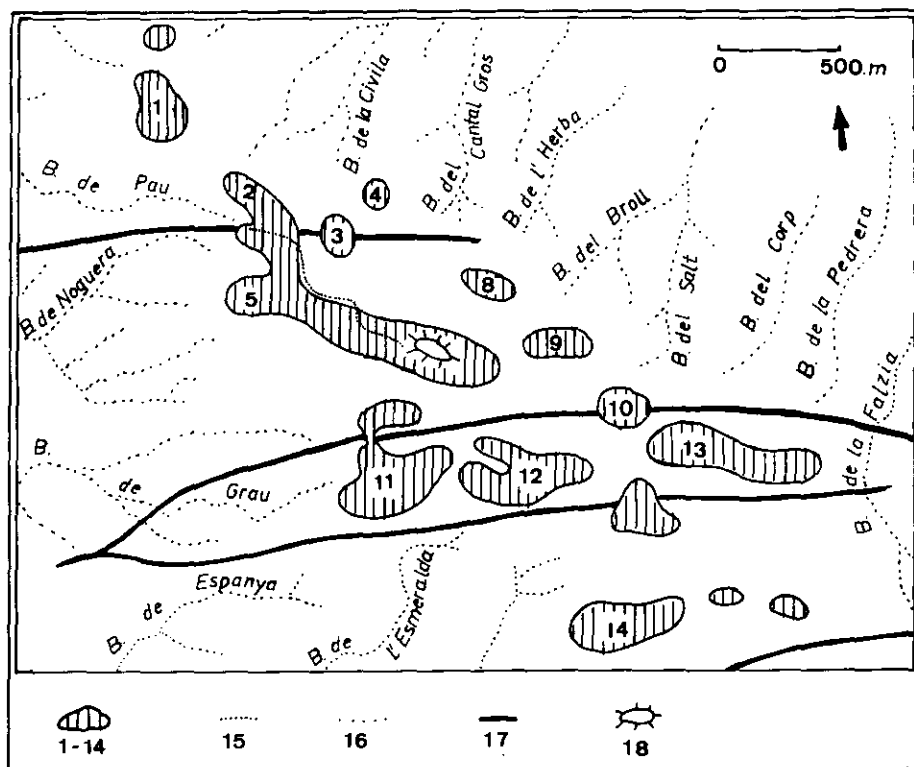 0 500 m
1
B. de Pau
B. de la Civila
B. del Cantal Gros
B. de l'Herba
B. del Broll
B. del Salt
B. del Corp
B. de la Pedrera
2
4
3
B. de Noguera
5
8
9
10
B. de la Falzia
B. de Grau
11
12
13
B. de Espanya
B. de l'Esmeralda
14
1-14 15 16 17 18